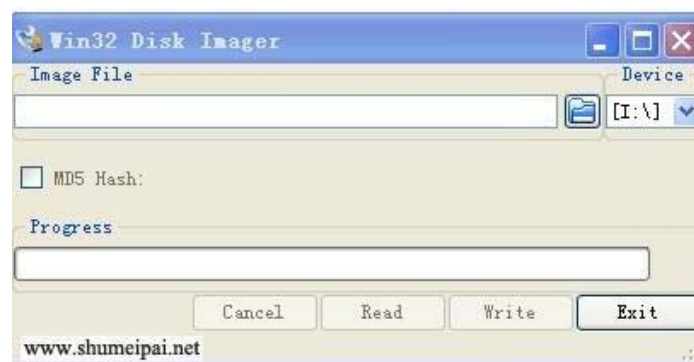 Win32 Disk Imager
Image File
Device
[I:\]
MD5 Hash:
Progress
Cancel
Read
Write
Exit
www.shumeipai.net